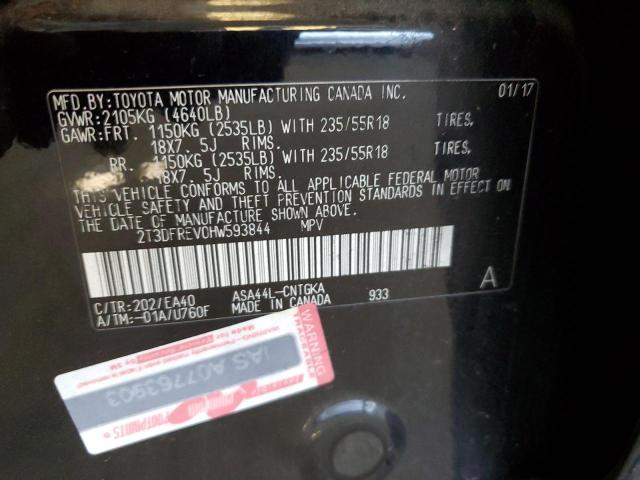 MFD.BY:TOYOTA MOTOR MANUFACTURING CANADA INC. 01/17
GVWR:2105KG (4640LB)
GAWR:FRT. 1150KG (2535LB) WITH 235/55R18 TIRES,
18X7. 5J RIMS.
RR. 1150KG (2535LB) WITH 235/55R18 TIRES,
18X7. 5J RIMS.
THIS VEHICLE CONFORMS TO ALL APPLICABLE FEDERAL MOTOR
VEHICLE SAFETY AND THEFT PREVENTION STANDARDS IN EFFECT ON
THE DATE OF MANUFACTURE SHOWN ABOVE.
2T3DFREV0HW593844 MPV
C/TR:202/EA40 ASA44L-CNTGKA A
A/TM:-01A/U760F MADE IN CANADA 933
WARNING
IAS A07763903
FOOTPRINTS
WARNING